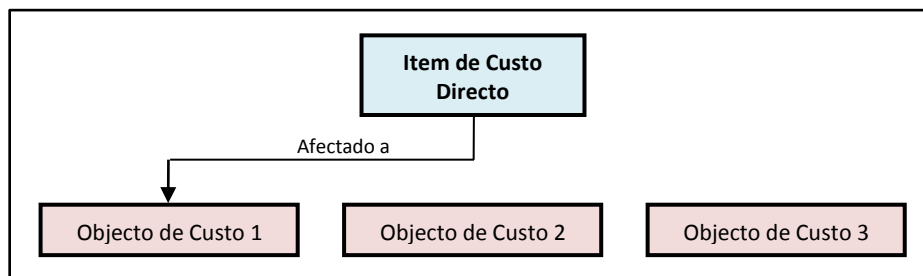 Item de Custo
Directo
Afectado a
Objecto de Custo 1
Objecto de Custo 2
Objecto de Custo 3